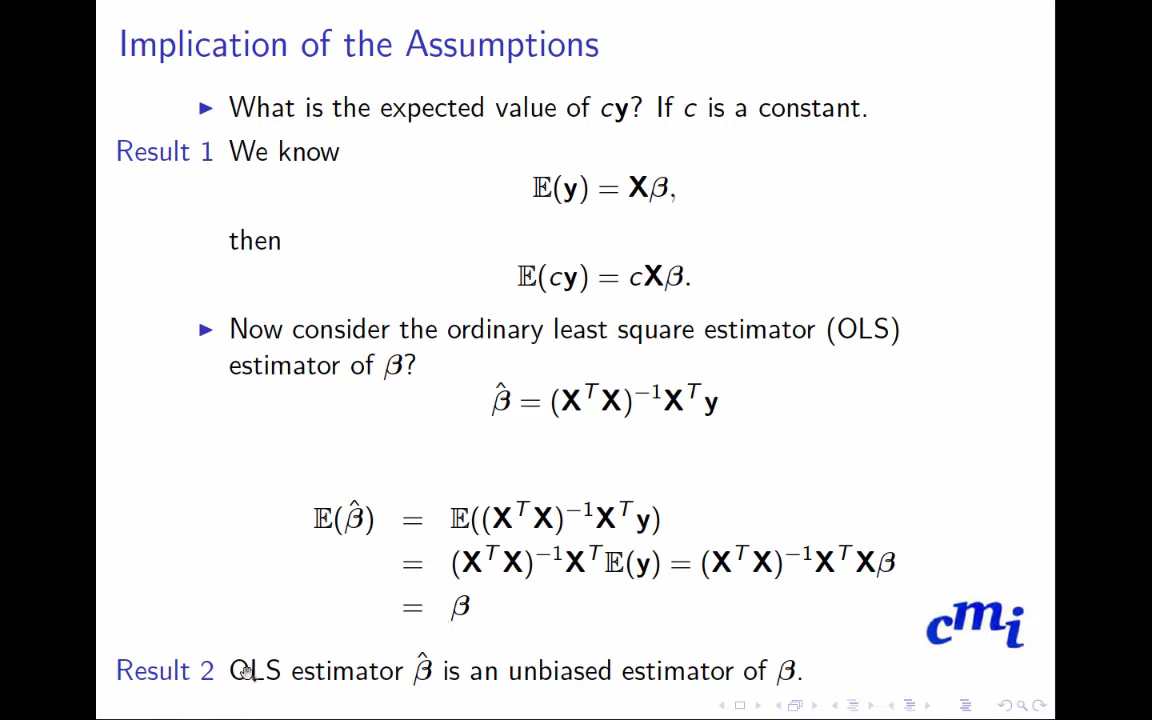 Implication of the Assumptions
▶ What is the expected value of cy? If c is a constant.
Result 1 We know
𝔼(y) = Xβ,
then
𝔼(cy) = cXβ.
▶ Now consider the ordinary least square estimator (OLS)
estimator of β?
β̂ = (XᵀX)⁻¹Xᵀy
𝔼(β̂) = 𝔼((XᵀX)⁻¹Xᵀy)
= (XᵀX)⁻¹Xᵀ𝔼(y) = (XᵀX)⁻¹XᵀXβ
= β
cmi
Result 2 OLS estimator β̂ is an unbiased estimator of β.